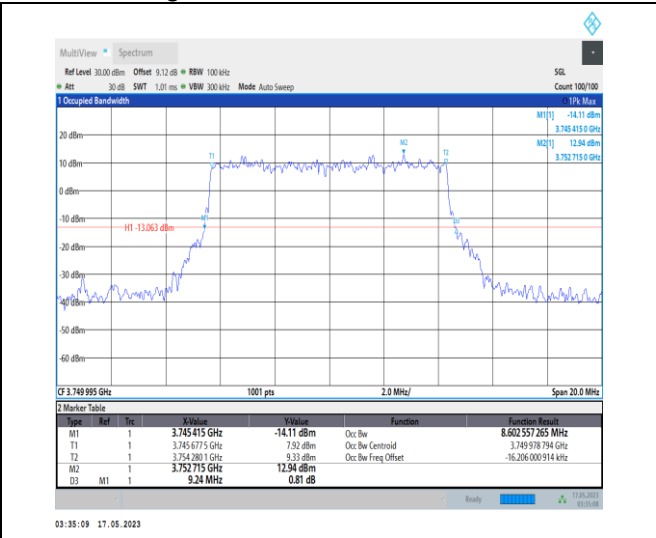 MultiView Spectrum
Ref Level 30.00 dBm Offset 9.12 dB RBW 100 kHz SGL
Att 30 dB SWT 1.01 ms VBW 300 kHz Mode Auto Sweep Count 100/100
1 Occupied Bandwidth 1Pk Max
M1[1] -14.11 dBm
3.745 415 0 GHz
M2[1] 12.94 dBm
3.752 715 0 GHz
20 dBm
M2
T1 T2
10 dBm
0 dBm
-10 dBm
M1
H1 -13.063 dBm
-20 dBm
-30 dBm
-40 dBm
-50 dBm
-60 dBm
CF 3.749 995 GHz 1001 pts 2.0 MHz/ Span 20.0 MHz
2 Marker Table
Type Ref Trc X-Value Y-Value Function Function Result
M1 1 3.745 415 GHz -14.11 dBm Occ Bw 8.602 557 265 MHz
T1 1 3.745 677 5 GHz 7.92 dBm Occ Bw Centroid 3.749 978 794 GHz
T2 1 3.754 280 1 GHz 9.33 dBm Occ Bw Freq Offset -16.206 000 914 kHz
M2 1 3.752 715 GHz 12.94 dBm
D3 M1 1 9.24 MHz 0.81 dB
Ready 17.05.2023
03:35:08
03:35:09 17.05.2023